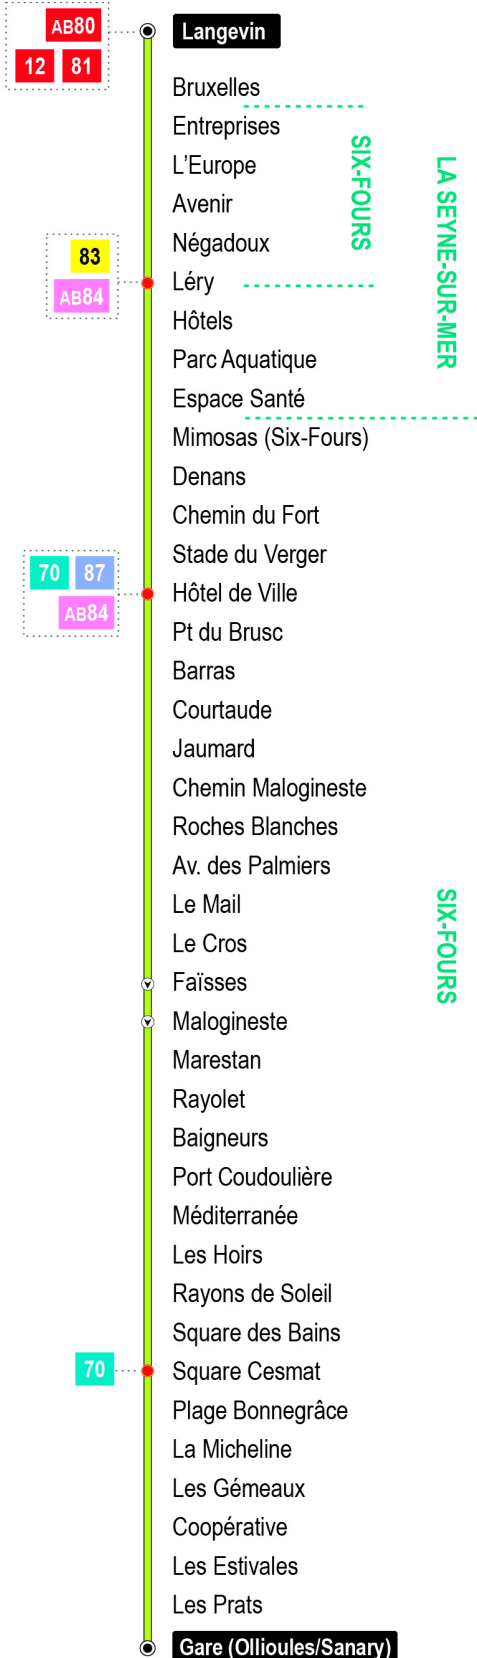 AB80
12 81
Langevin
Bruxelles
Entreprises
L'Europe
Avenir
Négadoux
83
AB84
Léry
Hôtels
Parc Aquatique
Espace Santé
SIX-FOURS
LA SEYNE-SUR-MER
Mimosas (Six-Fours)
Denans
Chemin du Fort
Stade du Verger
70 87
AB84
Hôtel de Ville
Pt du Brusc
Barras
Courtaude
Jaumard
Chemin Malogineste
Roches Blanches
Av. des Palmiers
Le Mail
Le Cros
Faïsses
Malogineste
SIX-FOURS
Marestan
Rayolet
Baigneurs
Port Coudoulière
Méditerranée
Les Hoirs
Rayons de Soleil
Square des Bains
70
Square Cesmat
Plage Bonnegrâce
La Micheline
Les Gémeaux
Coopérative
Les Estivales
Les Prats
Gare (Ollioules/Sanary)